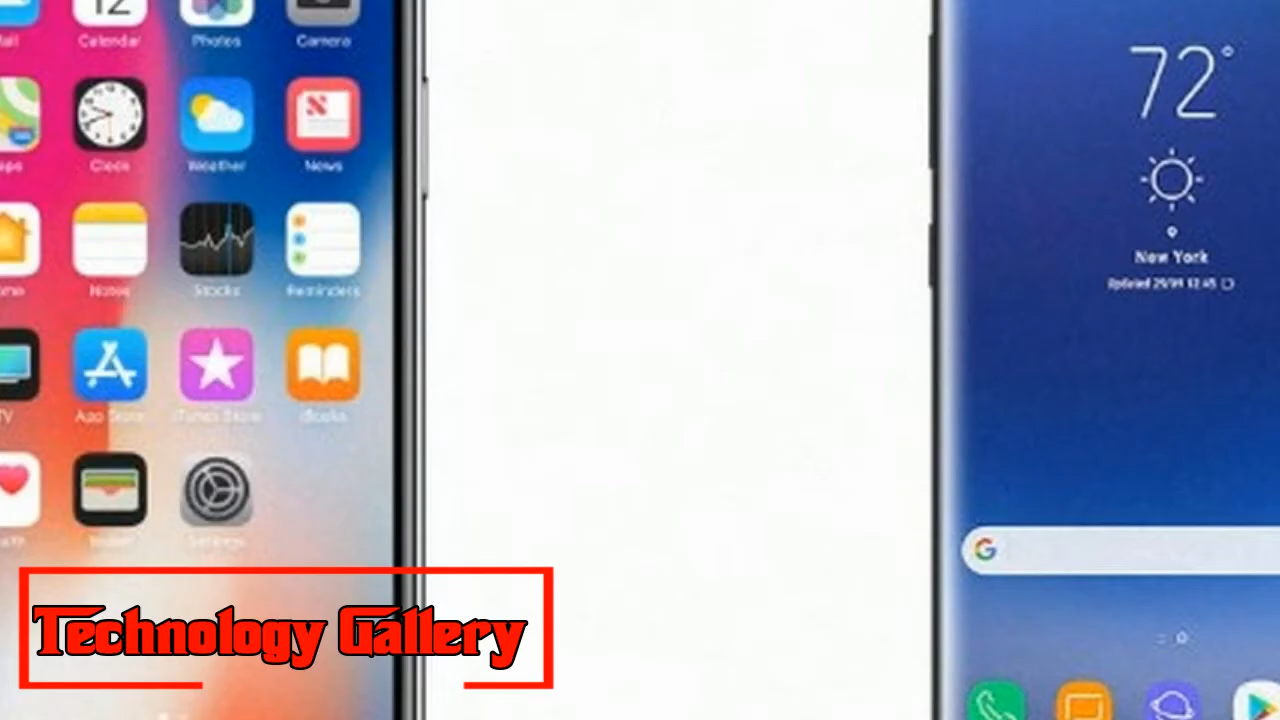 12
Calendar
Photos
Camera
72°
Clock
Weather
News
Notes
Stocks
Reminders
New York
TV
App Store
iTunes Store
iBooks
Settings
G
Technology Gallery